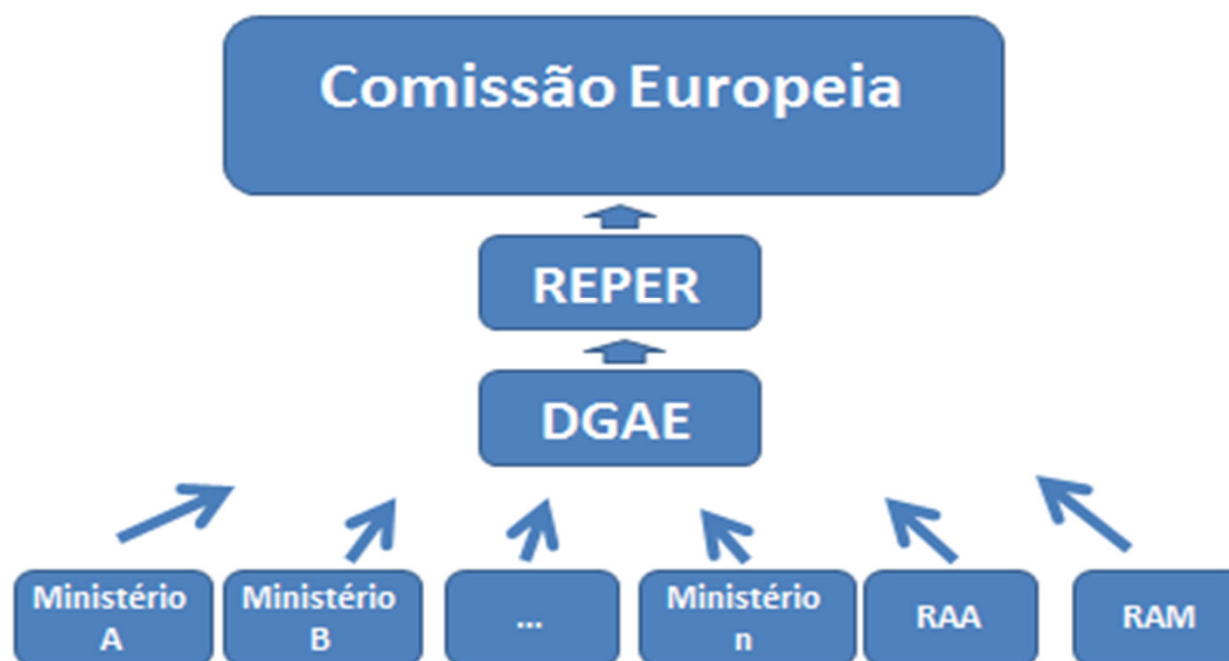 Comissão Europeia
REPER
DGAE
Ministério
A
Ministério
B
...
Ministério
n
RAA
RAM